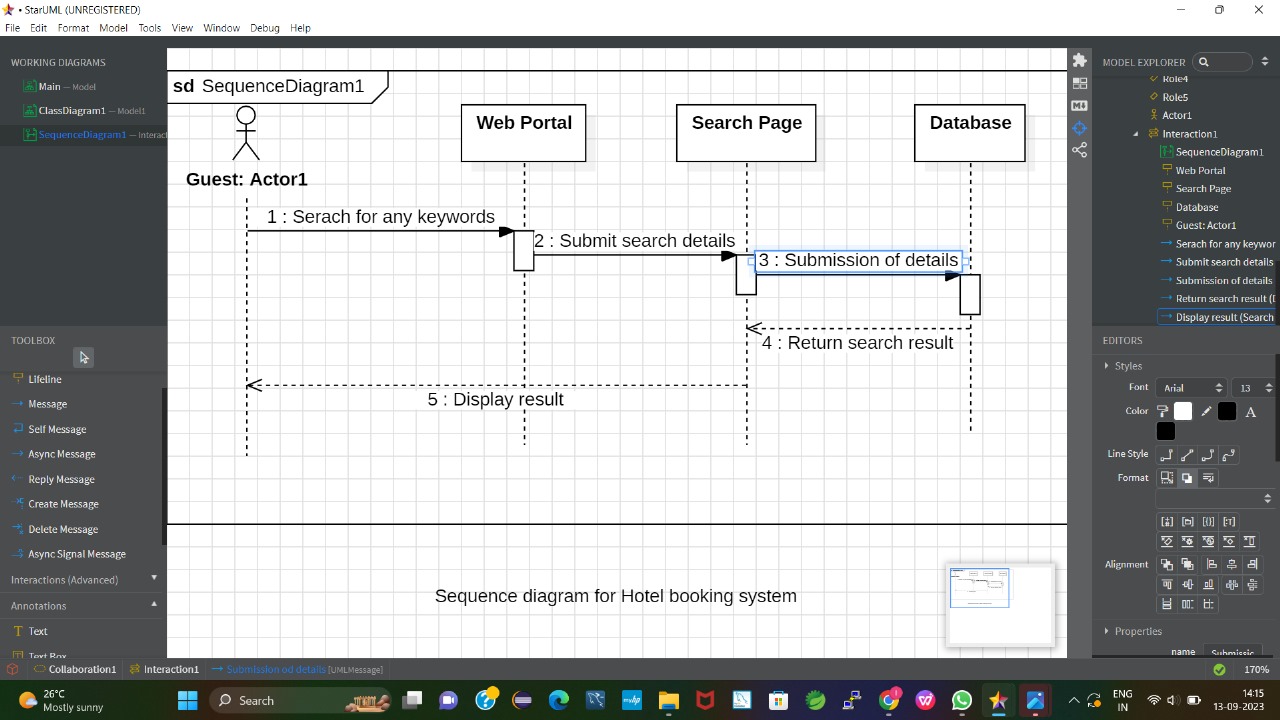 • StarUML (UNREGISTERED)
File Edit Format Model Tools View Window Debug Help
WORKING DIAGRAMS
Main — Model
ClassDiagram1 — Model1
SequenceDiagram1 — Interact
TOOLBOX
Lifeline
Message
Self Message
Async Message
Reply Message
Create Message
Delete Message
Async Signal Message
Interactions (Advanced)
Annotations
Text
Text Box
sd SequenceDiagram1
Guest: Actor1
Web Portal
Search Page
Database
1 : Serach for any keywords
2 : Submit search details
3 : Submission of details
4 : Return search result
5 : Display result
Sequence diagram for Hotel booking system
MODEL EXPLORER
Role4
Role5
Actor1
Interaction1
SequenceDiagram1
Web Portal
Search Page
Database
Guest: Actor1
Serach for any keywor
Submit search details
Submission of details
Return search result (D
Display result (Search
EDITORS
Styles
Font Arial 13
Color A
Line Style
Format
Alignment
Properties
name Submissic
Collaboration1 Interaction1 Submission od details [UMLMessage] 170%
26°C
Mostly sunny
Search
ENG
IN
14:15
13-09-2023